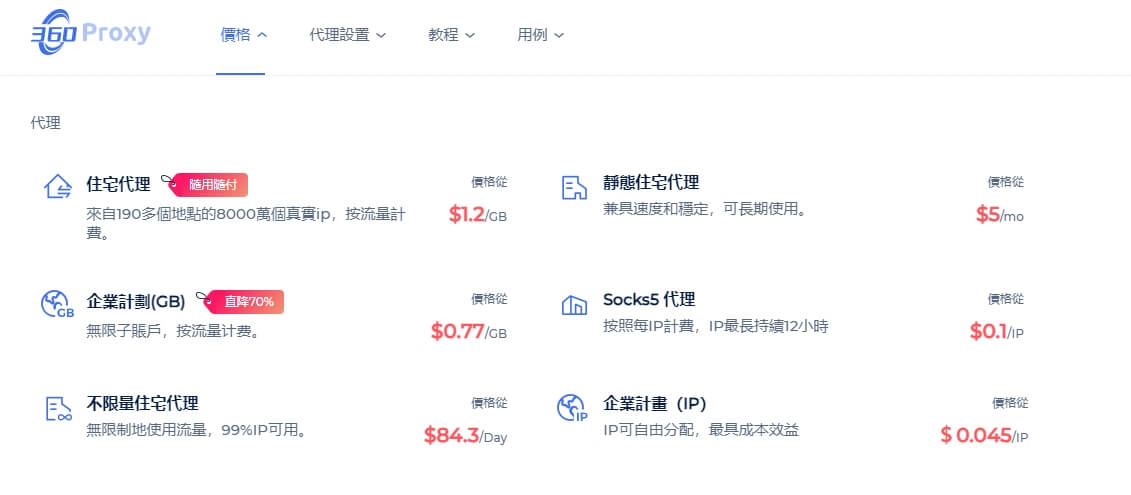 360Proxy
價格
代理設置
教程
用例
代理
住宅代理
隨用隨付
來自190多個地點的8000萬個真實ip，按流量計
費。
價格從
$1.2/GB
靜態住宅代理
兼具速度和穩定，可長期使用。
價格從
$5/mo
企業計劃(GB)
直降70%
無限子賬戶，按流量计费。
價格從
$0.77/GB
Socks5 代理
按照每IP計費，IP最長持續12小時
價格從
$0.1/IP
不限量住宅代理
無限制地使用流量，99%IP可用。
價格從
$84.3/Day
企業計畫（IP）
IP可自由分配，最具成本效益
價格從
$ 0.045/IP
GB
IP